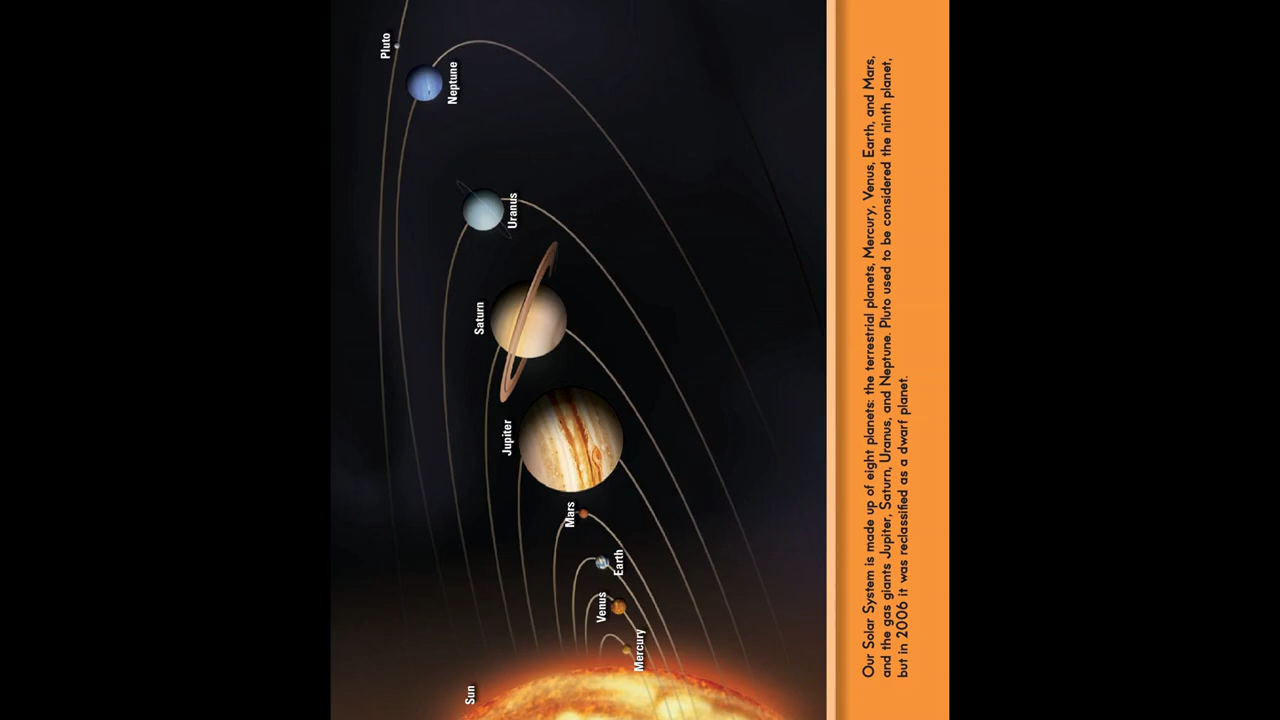 Sun
Mercury
Venus
Earth
Mars
Jupiter
Saturn
Uranus
Neptune
Pluto
Our Solar System is made up of eight planets: the terrestrial planets, Mercury, Venus, Earth, and Mars,
and the gas giants Jupiter, Saturn, Uranus, and Neptune. Pluto used to be considered the ninth planet,
but in 2006 it was reclassified as a dwarf planet.